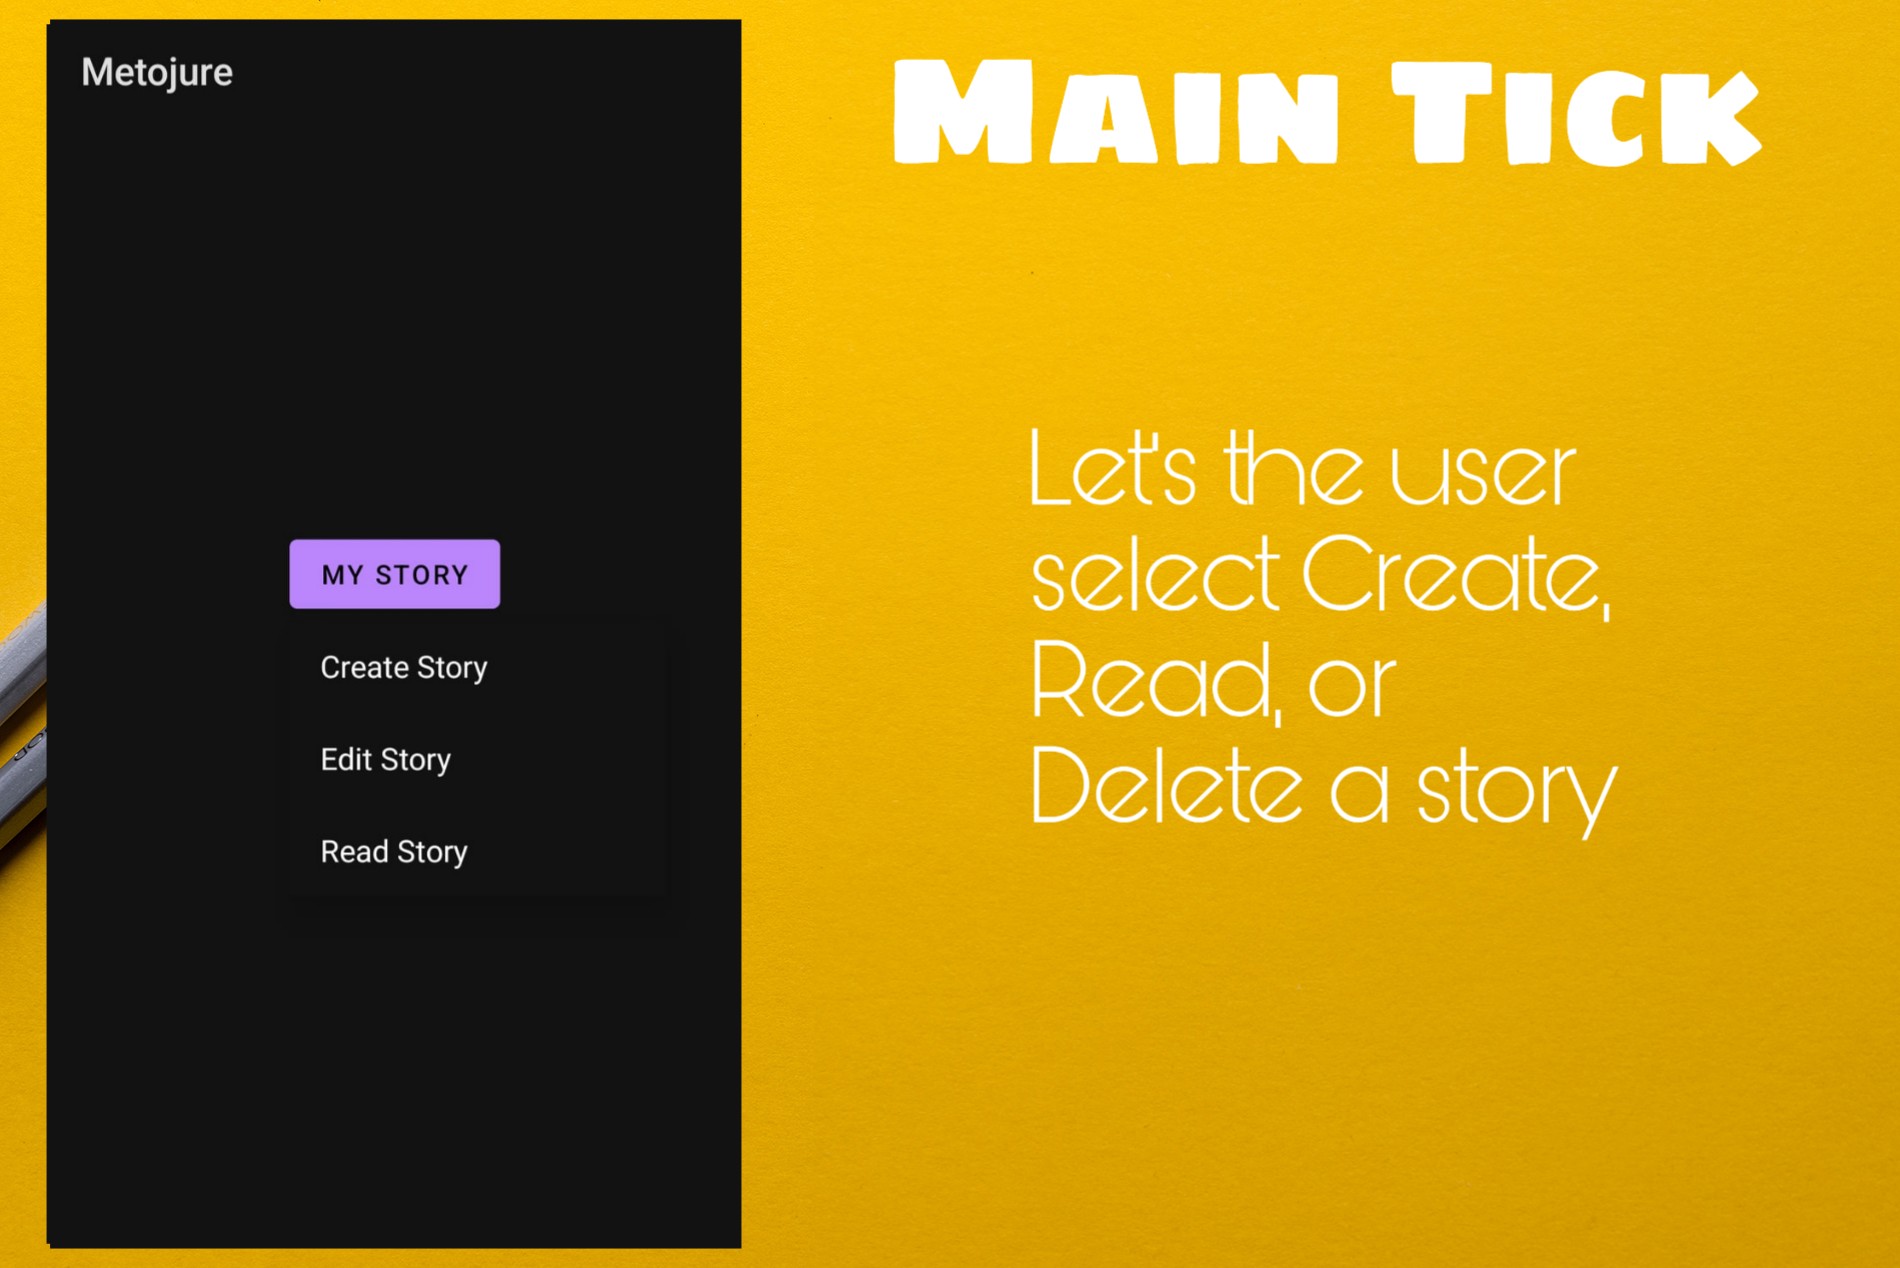 Metojure
MY STORY
Create Story
Edit Story
Read Story
MAIN TICK
Let's the user
select Create,
Read, or
Delete a story